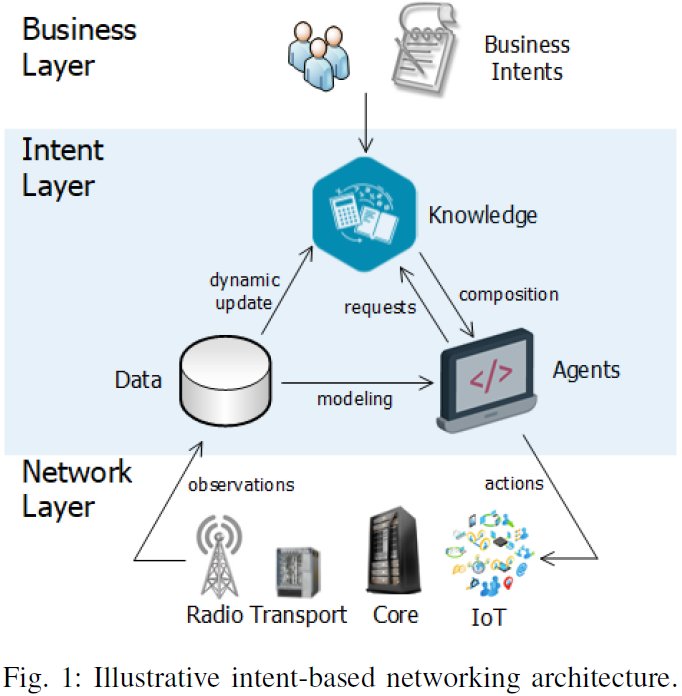 Business
Layer
Business
Intents
Intent
Layer
Knowledge
dynamic
update
requests
composition
Data
</>
Agents
modeling
Network
Layer
observations
actions
Radio
Transport
Core
IoT
Fig. 1: Illustrative intent-based networking architecture.